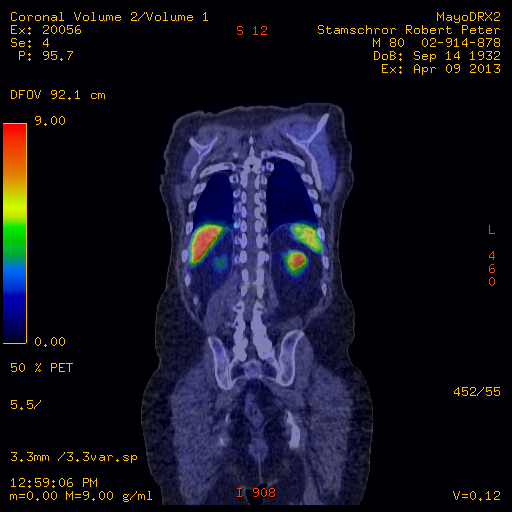 Coronal Volume 2/Volume 1
Ex: 20056
Se: 4
P: 95.7
DFOV 92.1 cm
9.00
0.00
50 % PET
5.5/
3.3mm /3.3var.sp
12:59:06 PM
m=0.00 M=9.00 g/ml
S 12
I 908
MayoDRX2
Stamschror Robert Peter
M 80 02-914-878
DoB: Sep 14 1932
Ex: Apr 09 2013
L
4
6
0
452/55
V=0.12